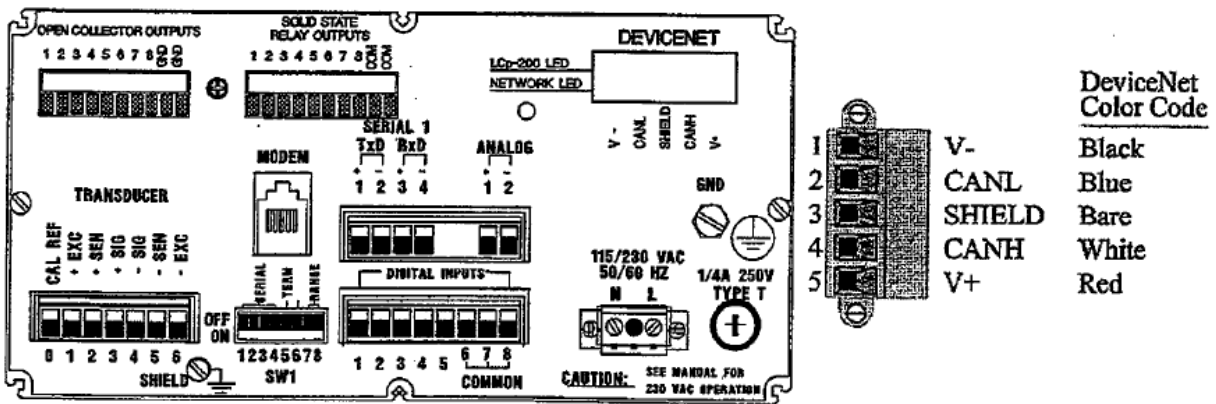 OPEN COLLECTOR OUTPUTS
1 2 3 4 5 6 7 8 GND GND
SOLID STATE
RELAY OUTPUTS
1 2 3 4 5 6 7 8 COM COM
DEVICENET
LCp-200 LED
NETWORK LED
V - CANL SHIELD CANH V+
SERIAL 1
TxD RxD
+ - + -
1 2 3 4
ANALOG
+ -
1 2
MODEM
TRANSDUCER
CAL REF + EXC + SEN + SIG - SIG - SEN - EXC
0 1 2 3 4 5 6
SHIELD
SERIAL TERM RANGE
OFF
ON
12345678
SW1
DIGITAL INPUTS
1 2 3 4 5 6 7 8
COMMON
GND
115/230 VAC
50/60 HZ
N L
1/4A 250V
TYPE T
CAUTION: SEE MANUAL FOR
230 VAC OPERATION
DeviceNet
Color Code
1 V- Black
2 CANL Blue
3 SHIELD Bare
4 CANH White
5 V+ Red